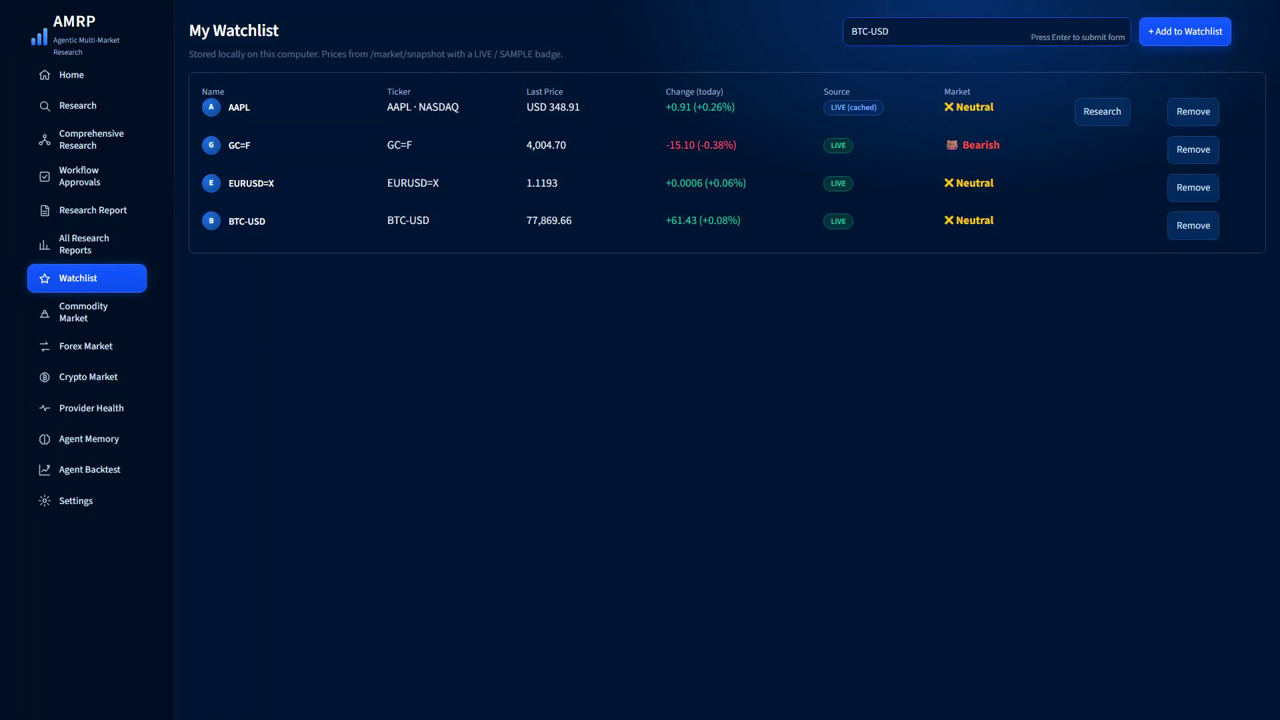 AMRP
Agentic Multi-Market
Research
Home
Research
Comprehensive
Research
Workflow
Approvals
Research Report
All Research
Reports
Watchlist
Commodity
Market
Forex Market
Crypto Market
Provider Health
Agent Memory
Agent Backtest
Settings
My Watchlist
Stored locally on this computer. Prices from /market/snapshot with a LIVE / SAMPLE badge.
BTC-USD
Press Enter to submit form
+ Add to Watchlist
Name Ticker Last Price Change (today) Source Market
A AAPL AAPL · NASDAQ USD 348.91 +0.91 (+0.26%) LIVE (cached) Neutral Research Remove
G GC=F GC=F 4,004.70 -15.10 (-0.38%) LIVE Bearish Remove
E EURUSD=X EURUSD=X 1.1193 +0.0006 (+0.06%) LIVE Neutral Remove
B BTC-USD BTC-USD 77,869.66 +61.43 (+0.08%) LIVE Neutral Remove